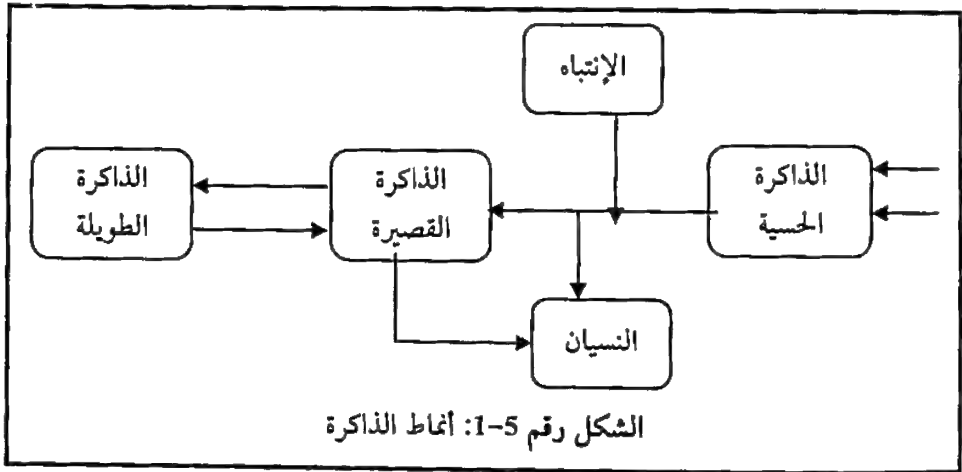 الإنتباه
الذاكرة
الحسية
الذاكرة
القصيرة
الذاكرة
الطويلة
النسيان
الشكل رقم 5-1: أنماط الذاكرة